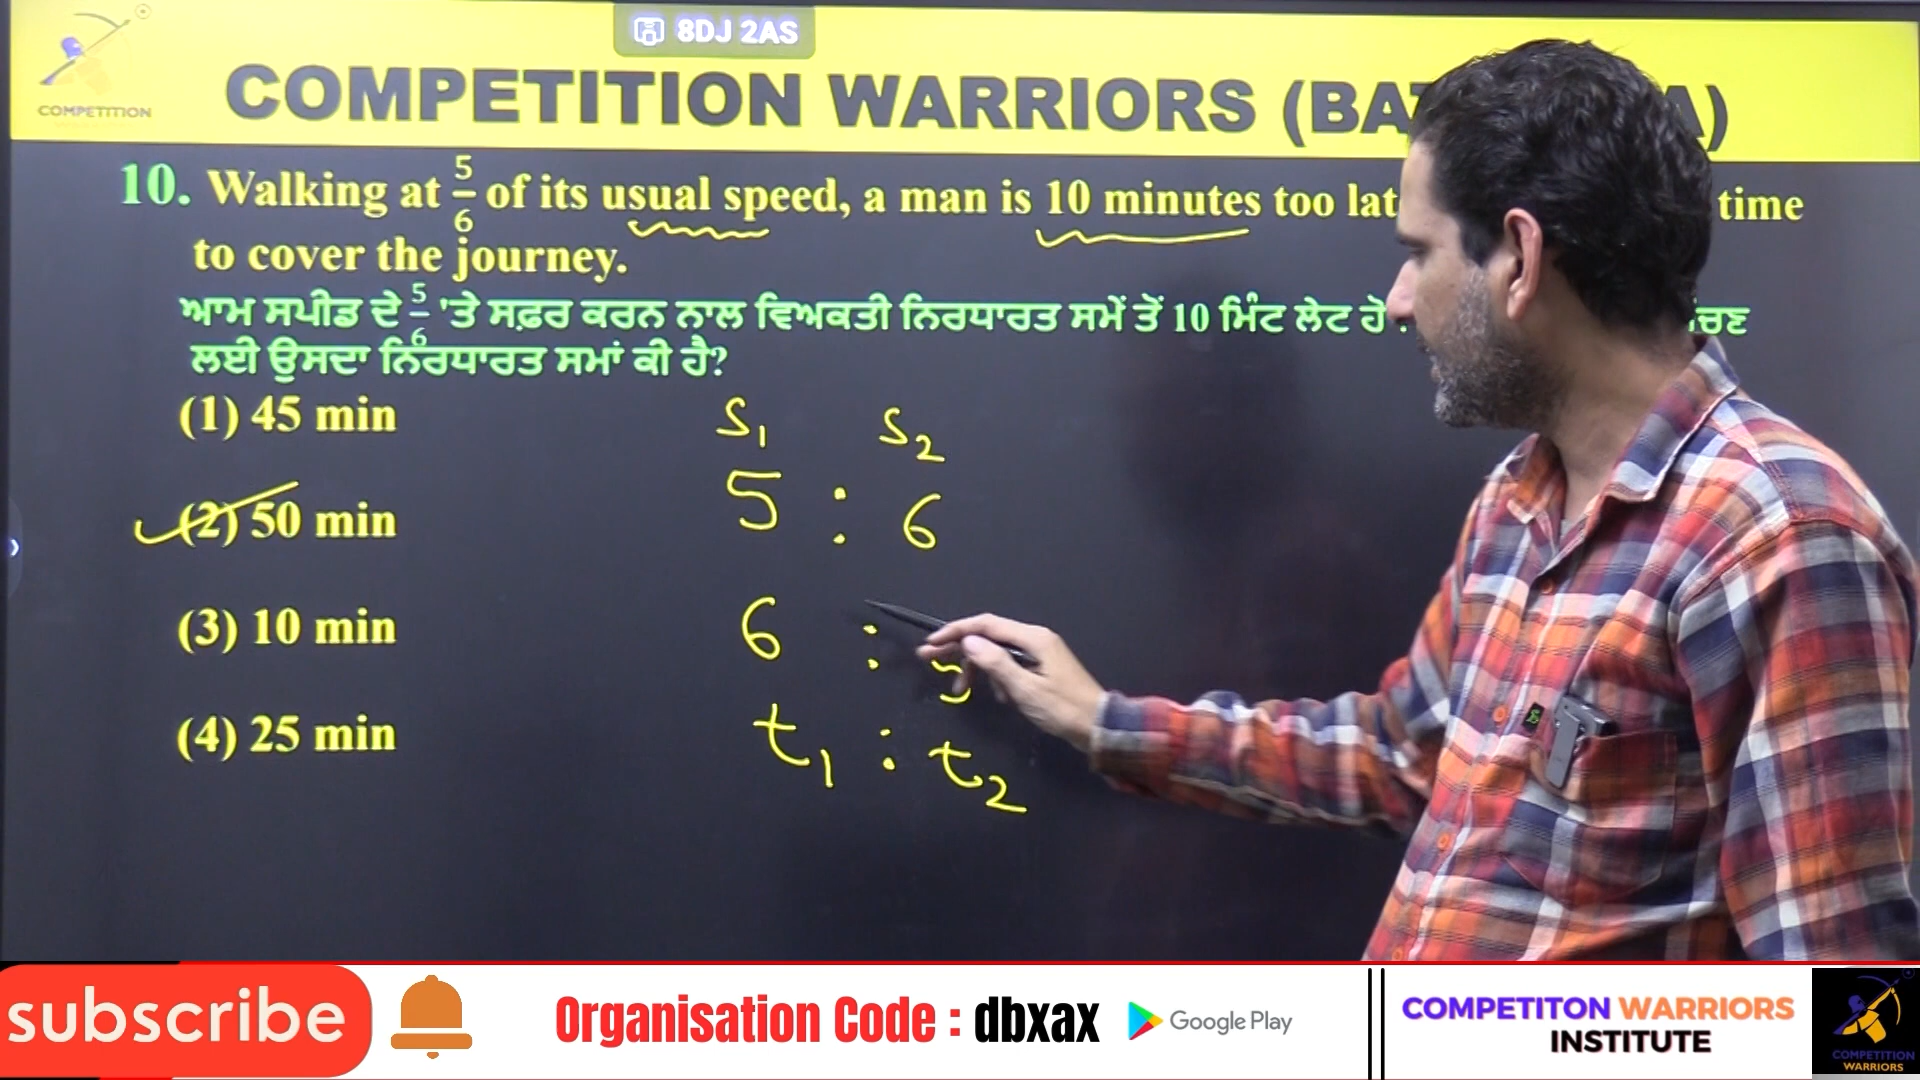 8DJ 2AS
COMPETITION
COMPETITION WARRIORS (BA A)
10. Walking at 5/6 of its usual speed, a man is 10 minutes too time
to cover the journey.
ਆਮ ਸਪੀਡ ਦੇ 5/6 'ਤੇ ਸਫ਼ਰ ਕਰਨ ਨਾਲ ਵਿਅਕਤੀ ਨਿਰਧਾਰਤ ਸਮੇਂ ਤੋਂ 10 ਮਿੰਟ ਲੇਟ ਹੋ
ਲਈ ਉਸਦਾ ਨਿੰਰਧਾਰਤ ਸਮਾਂ ਕੀ ਹੈ?
(1) 45 min
(2) 50 min
(3) 10 min
(4) 25 min
S1 S2
5 : 6
6 : 5
t1 : t2
subscribe
Organisation Code : dbxax
Google Play
COMPETITON WARRIORS
INSTITUTE
COMPETITION
WARRIORS